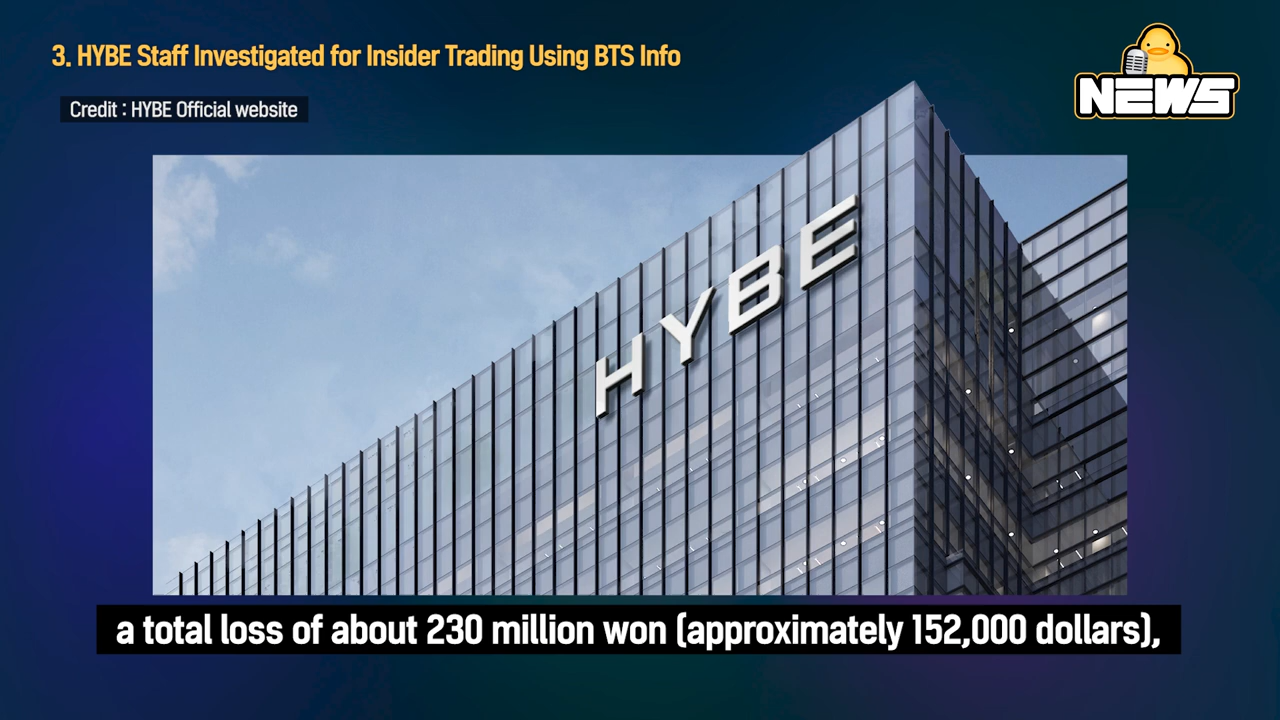 3. HYBE Staff Investigated for Insider Trading Using BTS Info
NEWS
Credit : HYBE Official website
HYBE
a total loss of about 230 million won (approximately 152,000 dollars),